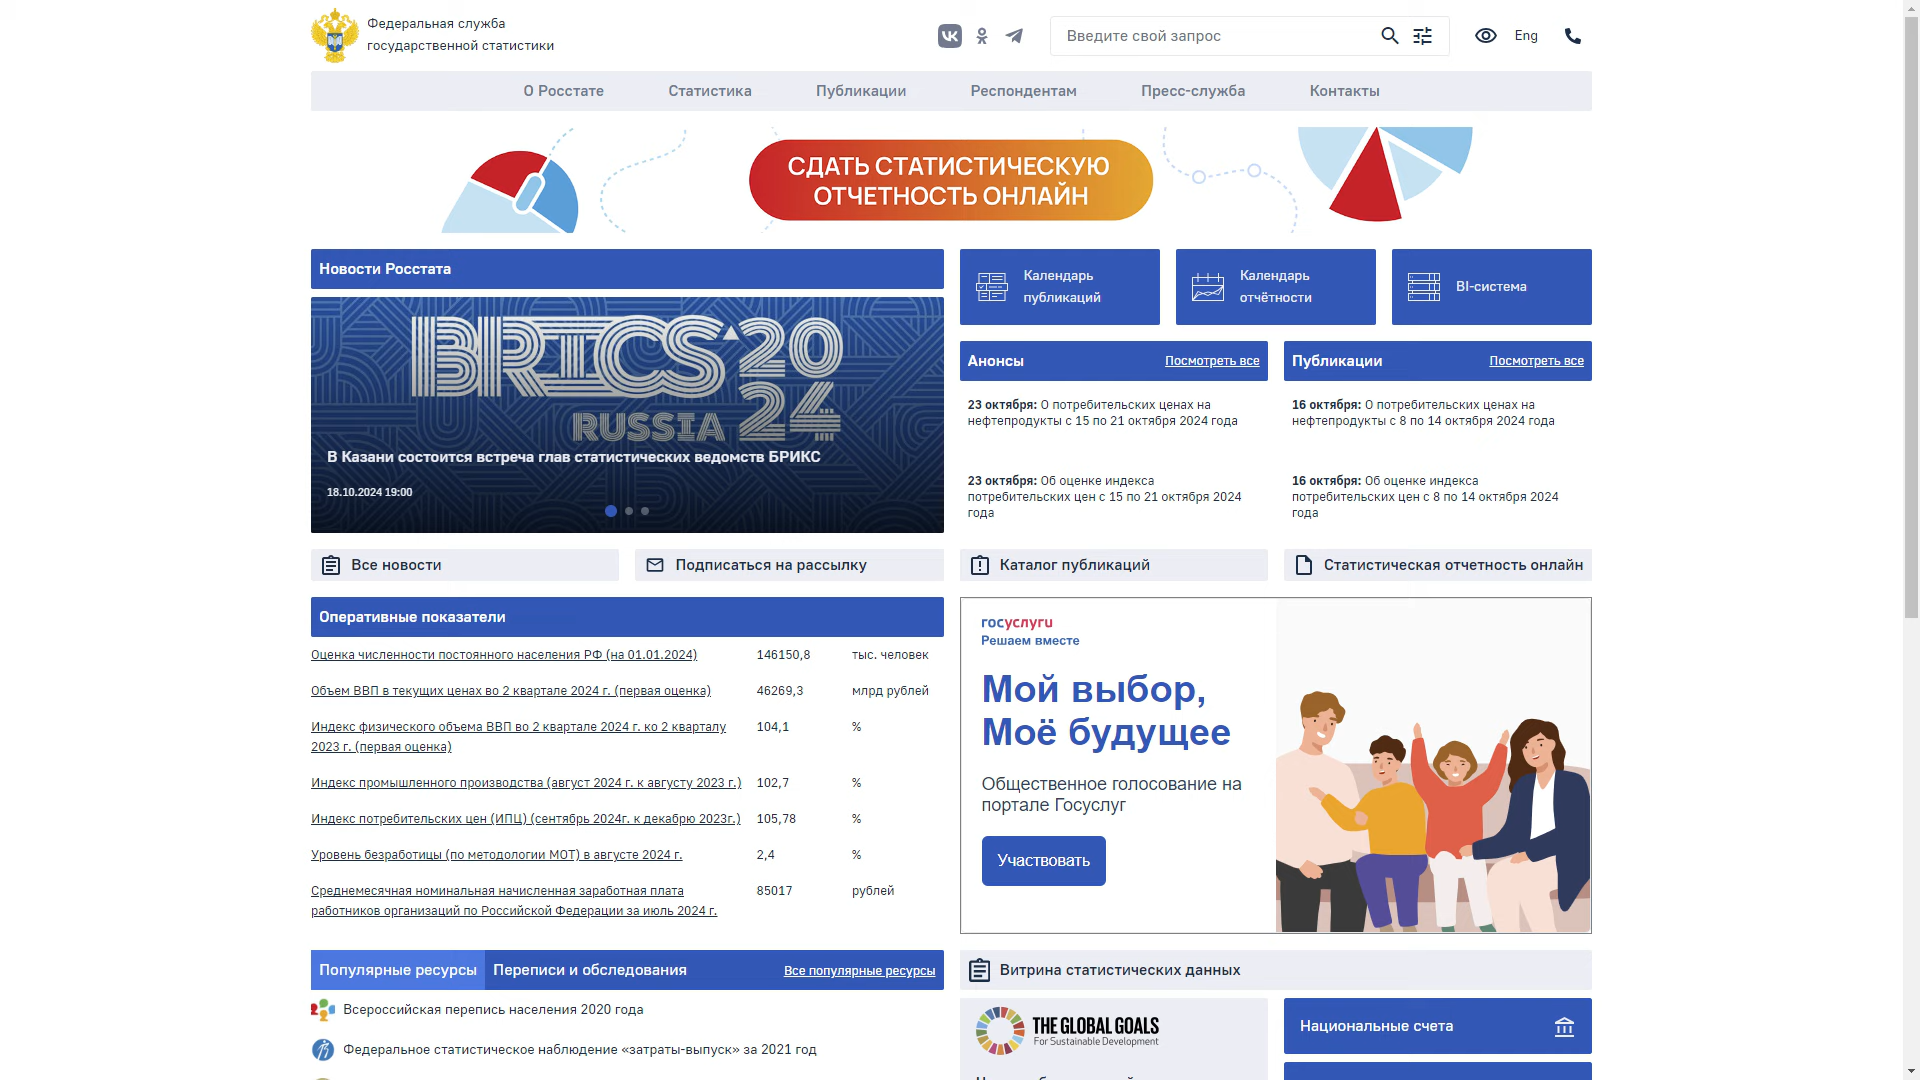 Федеральная служба
государственной статистики
Введите свой запрос
Eng
О Росстате
Статистика
Публикации
Респондентам
Пресс-служба
Контакты
СДАТЬ СТАТИСТИЧЕСКУЮ
ОТЧЕТНОСТЬ ОНЛАЙН
Новости Росстата
BRICS 20
RUSSIA 24
В Казани состоится встреча глав статистических ведомств БРИКС
18.10.2024 19:00
Календарь
публикаций
Календарь
отчётности
BI-система
Анонсы
Посмотреть все
23 октября: О потребительских ценах на
нефтепродукты с 15 по 21 октября 2024 года
23 октября: Об оценке индекса
потребительских цен с 15 по 21 октября 2024
года
Публикации
Посмотреть все
16 октября: О потребительских ценах на
нефтепродукты с 8 по 14 октября 2024 года
16 октября: Об оценке индекса
потребительских цен с 8 по 14 октября 2024
года
Все новости
Подписаться на рассылку
Каталог публикаций
Статистическая отчетность онлайн
Оперативные показатели
Оценка численности постоянного населения РФ (на 01.01.2024) 146150,8 тыс. человек
Объем ВВП в текущих ценах во 2 квартале 2024 г. (первая оценка) 46269,3 млрд рублей
Индекс физического объема ВВП во 2 квартале 2024 г. ко 2 кварталу 104,1 %
2023 г. (первая оценка)
Индекс промышленного производства (август 2024 г. к августу 2023 г.) 102,7 %
Индекс потребительских цен (ИПЦ) (сентябрь 2024г. к декабрю 2023г.) 105,78 %
Уровень безработицы (по методологии МОТ) в августе 2024 г. 2,4 %
Среднемесячная номинальная начисленная заработная плата 85017 рублей
работников организаций по Российской Федерации за июль 2024 г.
госуслуги
Решаем вместе
Мой выбор,
Моё будущее
Общественное голосование на
портале Госуслуг
Участвовать
Популярные ресурсы
Переписи и обследования
Все популярные ресурсы
Всероссийская перепись населения 2020 года
Федеральное статистическое наблюдение «затраты-выпуск» за 2021 год
Витрина статистических данных
THE GLOBAL GOALS
For Sustainable Development
Национальные счета